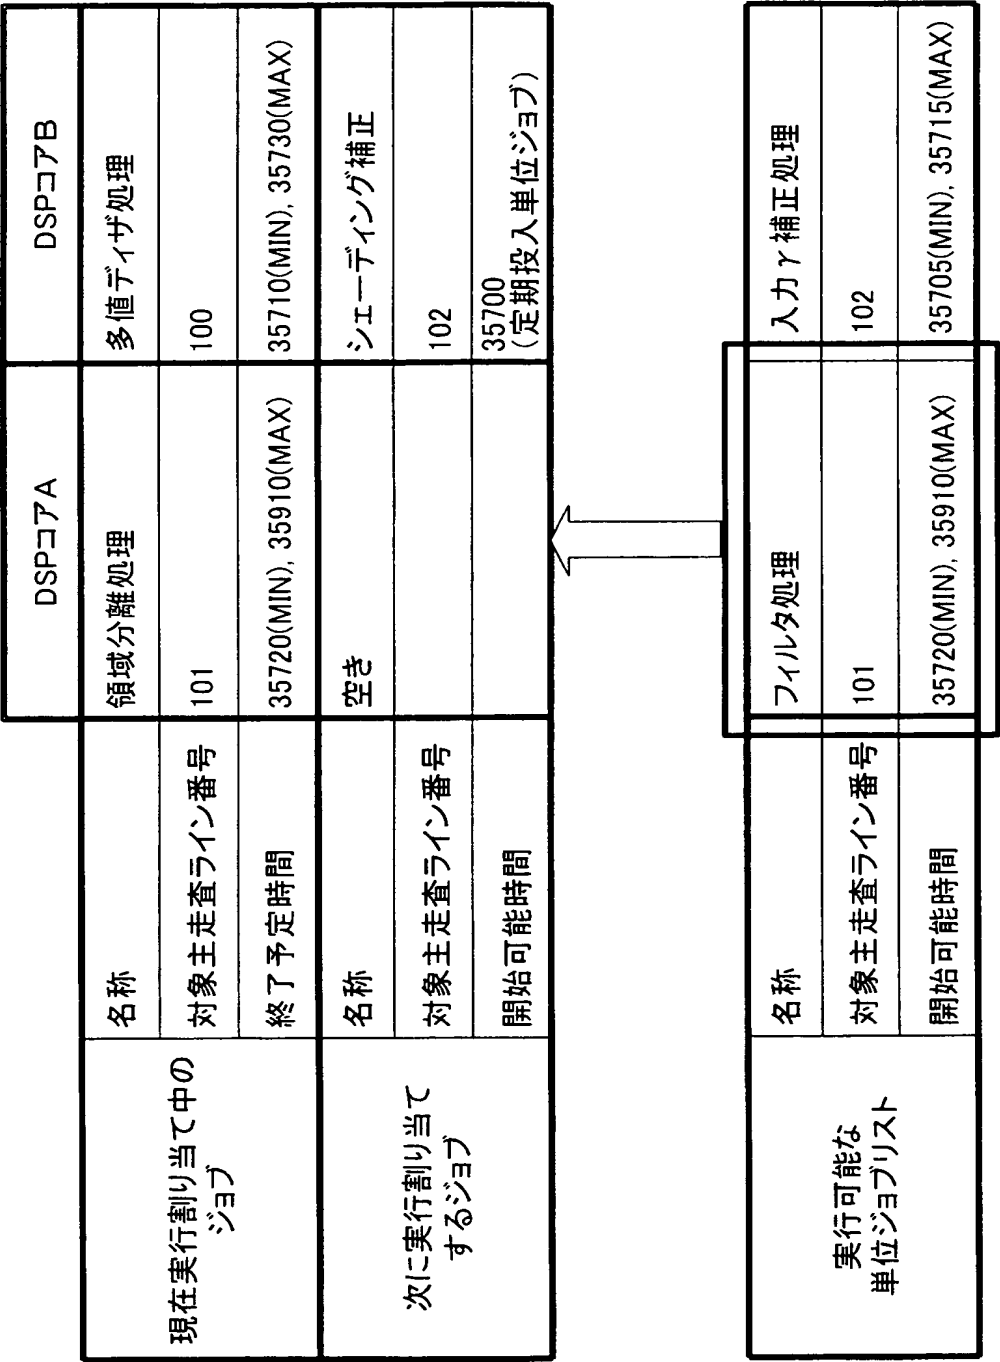 DSPコアA
DSPコアB
現在実行割り当て中の
ジョブ
名称
領域分離処理
多値ディザ処理
対象主走査ライン番号
101
100
終了予定時間
35720(MIN), 35910(MAX)
35710(MIN), 35730(MAX)
次に実行割り当て
するジョブ
名称
空き
シェーディング補正
対象主走査ライン番号
102
開始可能時間
35700
(定期投入単位ジョブ)
実行可能な
単位ジョブリスト
名称
フィルタ処理
入力γ補正処理
対象主走査ライン番号
101
102
開始可能時間
35720(MIN), 35910(MAX)
35705(MIN), 35715(MAX)